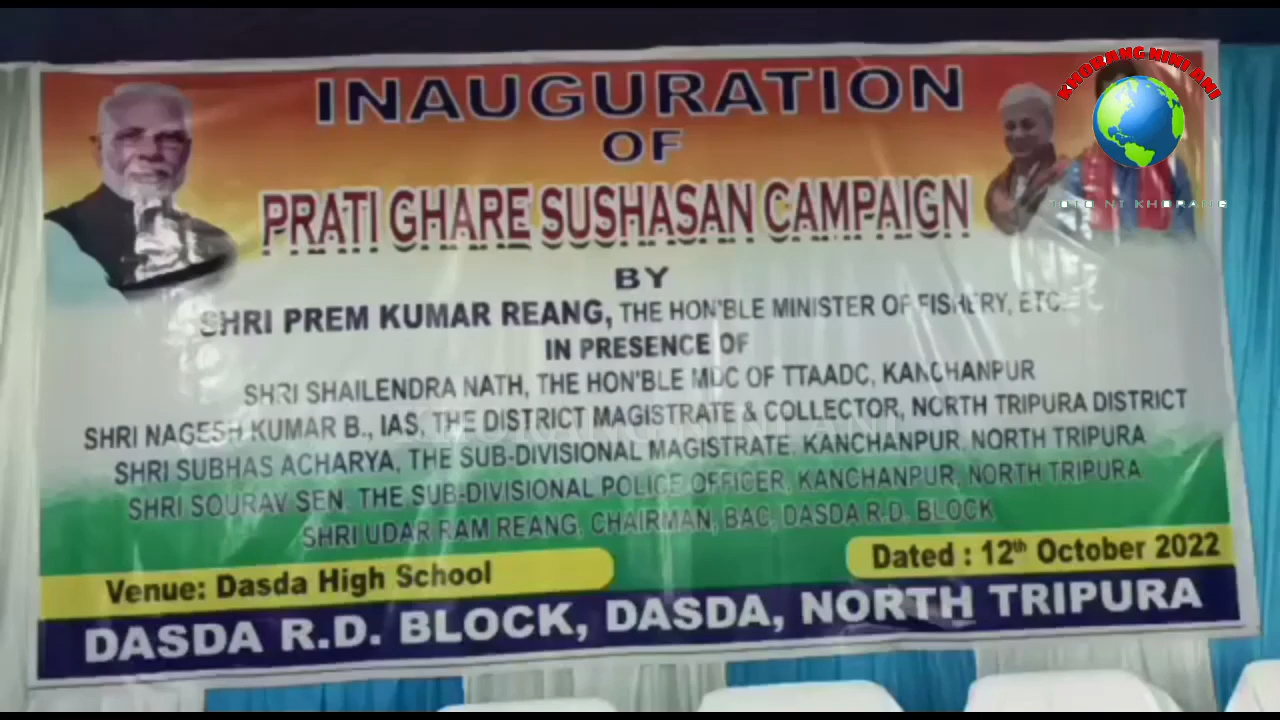 KHORANG MINI ANI
TOTO NI KHORANG
INAUGURATION
OF
PRATI GHARE SUSHASAN CAMPAIGN
BY
SHRI PREM KUMAR REANG, THE HON'BLE MINISTER OF FISHERY, ETC
IN PRESENCE OF
SHRI SHAILENDRA NATH, THE HON'BLE MDC OF TTAADC, KANCHANPUR
SHRI NAGESH KUMAR B., IAS, THE DISTRICT MAGISTRATE & COLLECTOR, NORTH TRIPURA DISTRICT
SHRI SUBHAS ACHARYA, THE SUB-DIVISIONAL MAGISTRATE, KANCHANPUR, NORTH TRIPURA
SHRI SOURAV SEN, THE SUB-DIVISIONAL POLICE OFFICER, KANCHANPUR, NORTH TRIPURA
SHRI UDAR RAM REANG, CHAIRMAN, BAC, DASDA R.D. BLOCK
Venue: Dasda High School
Dated : 12th October 2022
DASDA R.D. BLOCK, DASDA, NORTH TRIPURA